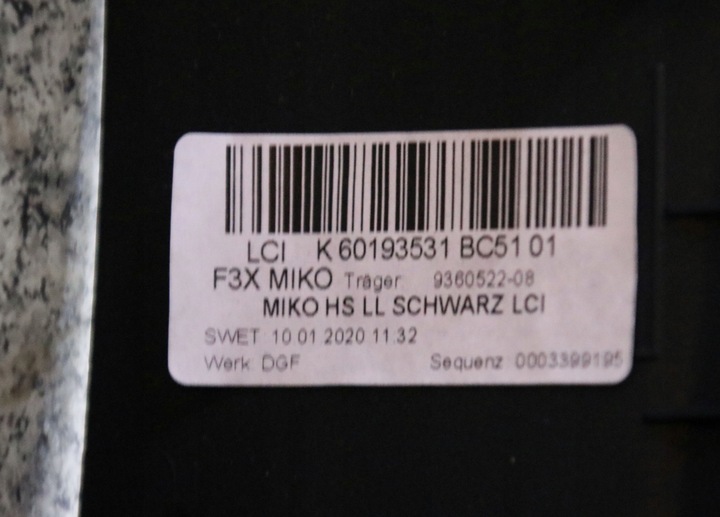 LCI K 60193531 BC51 01
F3X MIKO Träger: 9360522-08
MIKO HS LL SCHWARZ LCI
SWET 10 01 2020 11:32
Werk: DGF Sequenz: 0003399195